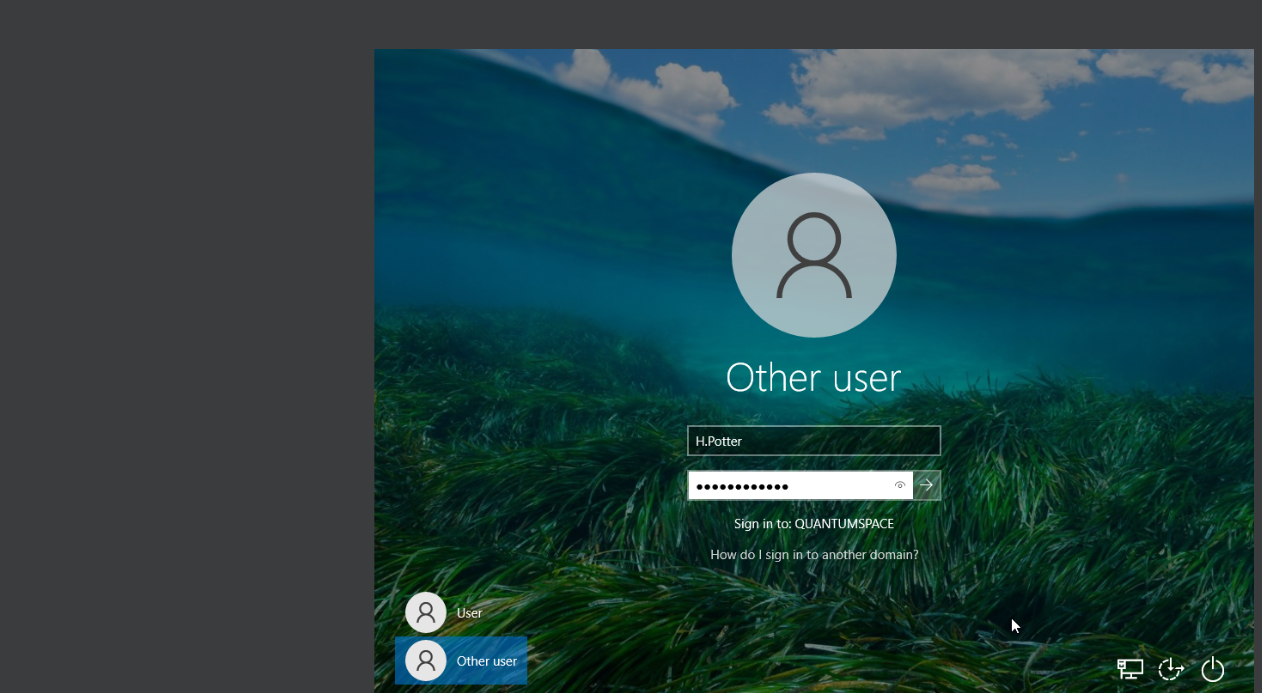 Other user
H.Potter
••••••••••••
Sign in to: QUANTUMSPACE
How do I sign in to another domain?
User
Other user